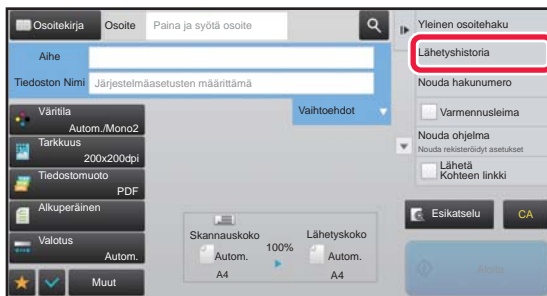 Osoitekirja
Osoite
Paina ja syötä osoite
Aihe
Tiedoston Nimi
Järjestelmäasetusten määrittämä
Väritila
Autom./Mono2
Tarkkuus
200x200dpi
Tiedostomuoto
PDF
Alkuperäinen
Valotus
Autom.
Muut
Vaihtoehdot
Skannauskoko
Autom.
A4
100%
Lähetyskoko
Autom.
A4
Yleinen osoitehaku
Lähetyshistoria
Nouda hakunumero
Varmennusleima
Nouda ohjelma
Nouda rekisteröidyt asetukset
Lähetä
Kohteen linkki
Esikatselu
CA
Aloita